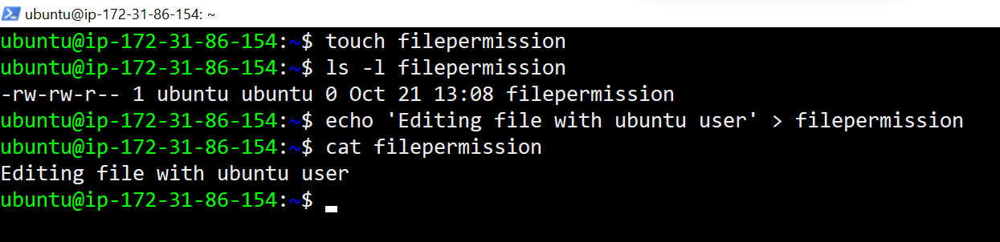 ubuntu@ip-172-31-86-154: ~
ubuntu@ip-172-31-86-154:~$ touch filepermission
ubuntu@ip-172-31-86-154:~$ ls -l filepermission
-rw-rw-r-- 1 ubuntu ubuntu 0 Oct 21 13:08 filepermission
ubuntu@ip-172-31-86-154:~$ echo 'Editing file with ubuntu user' > filepermission
ubuntu@ip-172-31-86-154:~$ cat filepermission
Editing file with ubuntu user
ubuntu@ip-172-31-86-154:~$